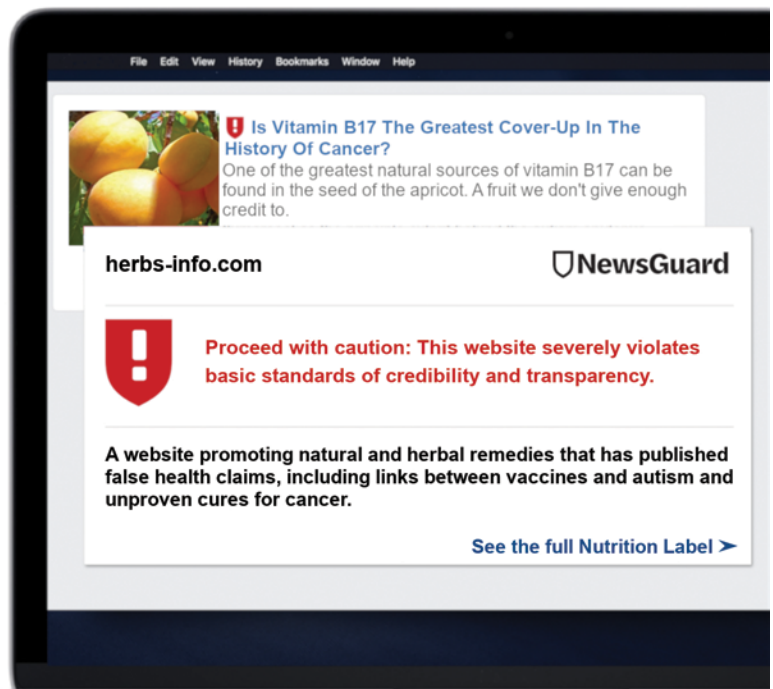 File Edit View History Bookmarks Window Help
Is Vitamin B17 The Greatest Cover-Up In The
History Of Cancer?
One of the greatest natural sources of vitamin B17 can be
found in the seed of the apricot. A fruit we don't give enough
credit to.
herbs-info.com
NewsGuard
Proceed with caution: This website severely violates
basic standards of credibility and transparency.
A website promoting natural and herbal remedies that has published
false health claims, including links between vaccines and autism and
unproven cures for cancer.
See the full Nutrition Label ➢